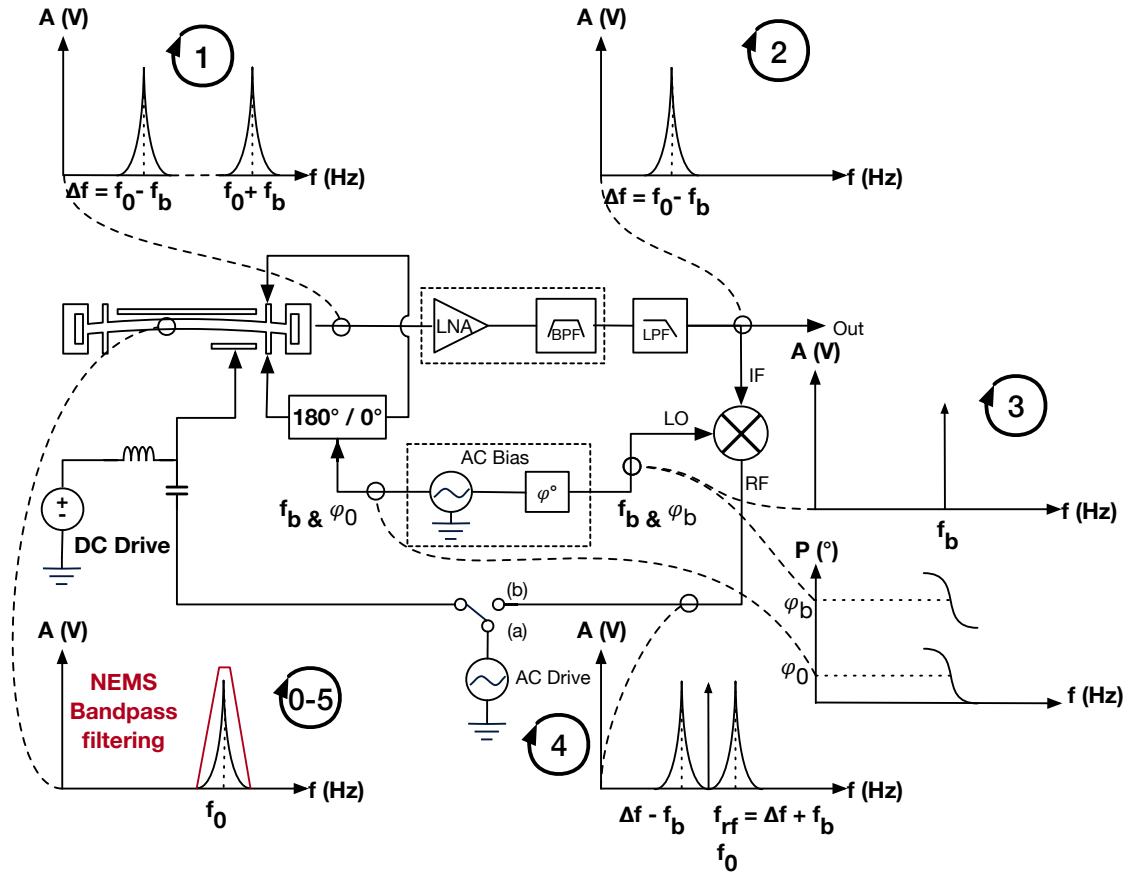 A (V)
1
f (Hz)
Δf = f0- fb
f0+ fb
A (V)
2
f (Hz)
Δf = f0- fb
LNA
BPF
LPF
Out
IF
LO
RF
A (V)
3
f (Hz)
fb
180° / 0°
AC Bias
φ°
fb & φ0
fb & φb
+
-
DC Drive
P (°)
φb
φ0
f (Hz)
(b)
(a)
AC Drive
A (V)
NEMS
Bandpass
filtering
0-5
f (Hz)
f0
4
A (V)
f (Hz)
Δf - fb
frf = Δf + fb
f0